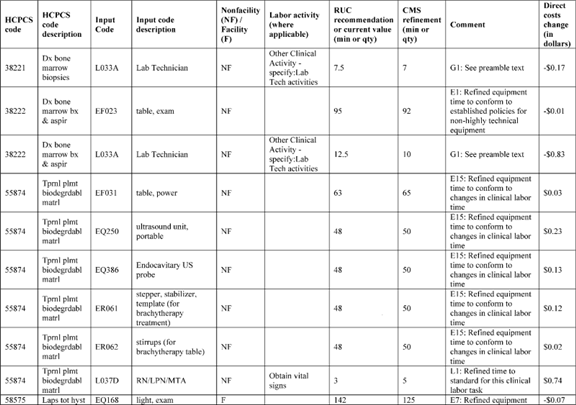 HCPCS code | HCPCS code description | Input Code | Input code description | Nonfacility (NF) / Facility (F) | Labor activity (where applicable) | RUC recommendation or current value (min or qty) | CMS refinement (min or qty) | Comment | Direct costs change (in dollars)
38221 | Dx bone marrow biopsies | L033A | Lab Technician | NF | Other Clinical Activity - specify:Lab Tech activities | 7.5 | 7 | G1: See preamble text | -$0.17
38222 | Dx bone marrow bx & aspir | EF023 | table, exam | NF | | 95 | 92 | E1: Refined equipment time to conform to established policies for non-highly technical equipment | -$0.01
38222 | Dx bone marrow bx & aspir | L033A | Lab Technician | NF | Other Clinical Activity - specify:Lab Tech activities | 12.5 | 10 | G1: See preamble text | -$0.83
55874 | Tprnl plmt biodegrdabl matrl | EF031 | table, power | NF | | 63 | 65 | E15: Refined equipment time to conform to changes in clinical labor time | $0.03
55874 | Tprnl plmt biodegrdabl matrl | EQ250 | ultrasound unit, portable | NF | | 48 | 50 | E15: Refined equipment time to conform to changes in clinical labor time | $0.23
55874 | Tprnl plmt biodegrdabl matrl | EQ386 | Endocavitary US probe | NF | | 48 | 50 | E15: Refined equipment time to conform to changes in clinical labor time | $0.13
55874 | Tprnl plmt biodegrdabl matrl | ER061 | stepper, stabilizer, template (for brachytherapy treatment) | NF | | 48 | 50 | E15: Refined equipment time to conform to changes in clinical labor time | $0.12
55874 | Tprnl plmt biodegrdabl matrl | ER062 | stirrups (for brachytherapy table) | NF | | 48 | 50 | E15: Refined equipment time to conform to changes in clinical labor time | $0.02
55874 | Tprnl plmt biodegrdabl matrl | L037D | RN/LPN/MTA | NF | Obtain vital signs | 3 | 5 | L1: Refined time to standard for this clinical labor task | $0.74
58575 | Laps tot hyst | EQ168 | light, exam | F | | 142 | 125 | E7: Refined equipment | -$0.07